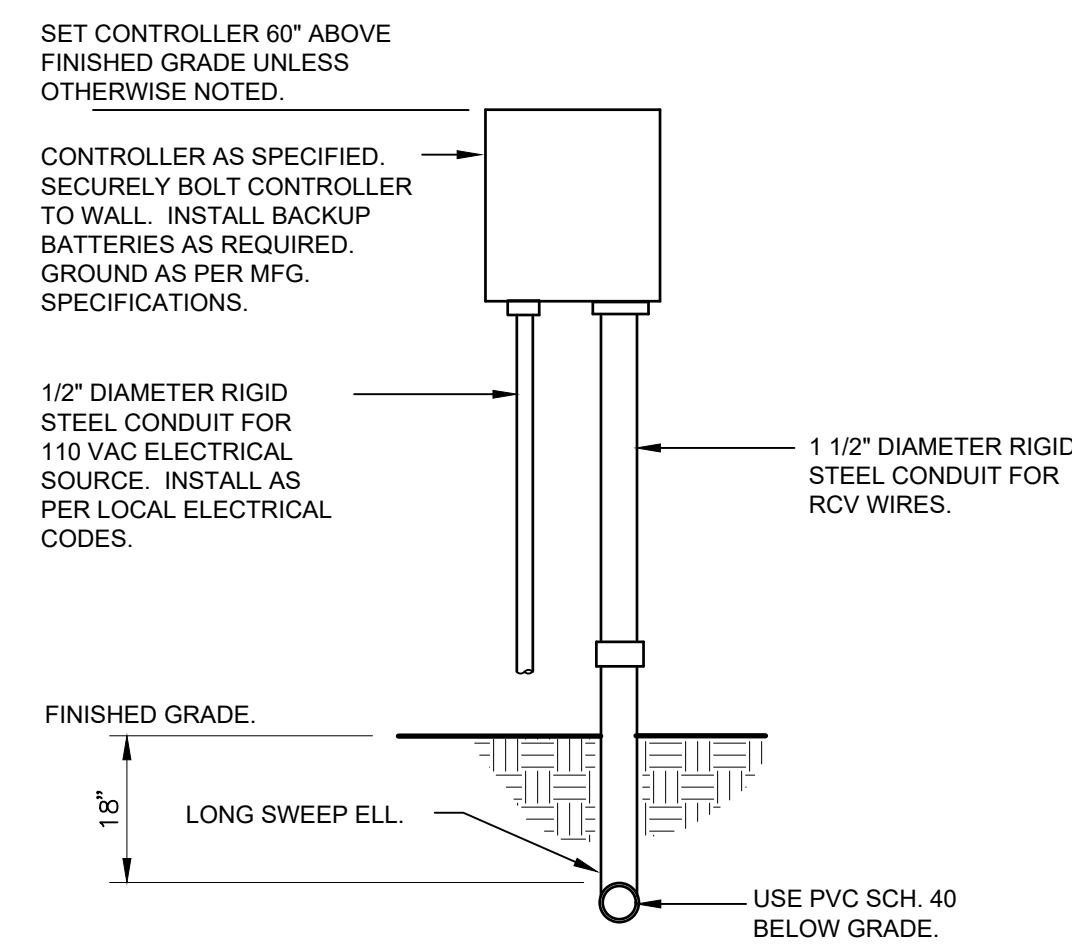 SET CONTROLLER 60" ABOVE
FINISHED GRADE UNLESS
OTHERWISE NOTED.
CONTROLLER AS SPECIFIED.
SECURELY BOLT CONTROLLER
TO WALL. INSTALL BACKUP
BATTERIES AS REQUIRED.
GROUND AS PER MFG.
SPECIFICATIONS.
1/2" DIAMETER RIGID
STEEL CONDUIT FOR
110 VAC ELECTRICAL
SOURCE. INSTALL AS
PER LOCAL ELECTRICAL
CODES.
1 1/2" DIAMETER RIGID
STEEL CONDUIT FOR
RCV WIRES.
FINISHED GRADE.
18"
LONG SWEEP ELL.
USE PVC SCH. 40
BELOW GRADE.